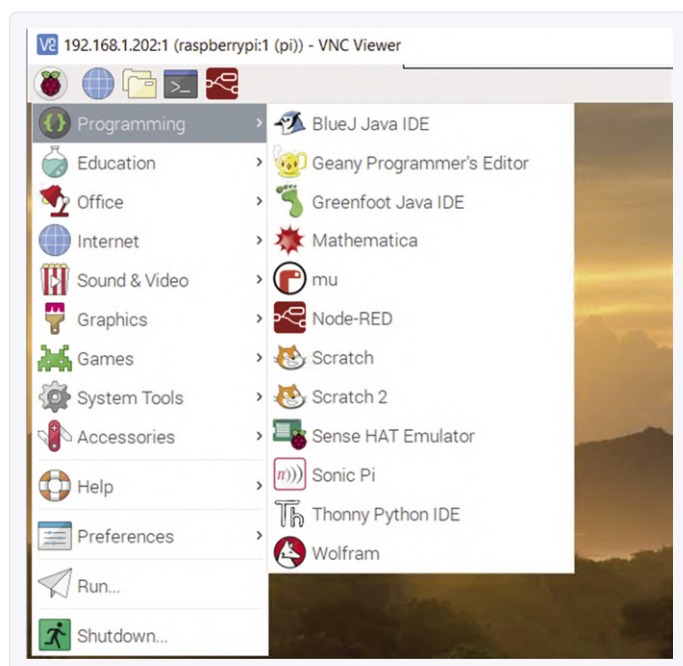 V2 192.168.1.202:1 (raspberrypi:1 (pi)) - VNC Viewer
Programming
Education
Office
Internet
Sound & Video
Graphics
Games
System Tools
Accessories
Help
Preferences
Run...
Shutdown...
BlueJ Java IDE
Geany Programmer's Editor
Greenfoot Java IDE
Mathematica
mu
Node-RED
Scratch
Scratch 2
Sense HAT Emulator
n))) Sonic Pi
Th Thonny Python IDE
Wolfram